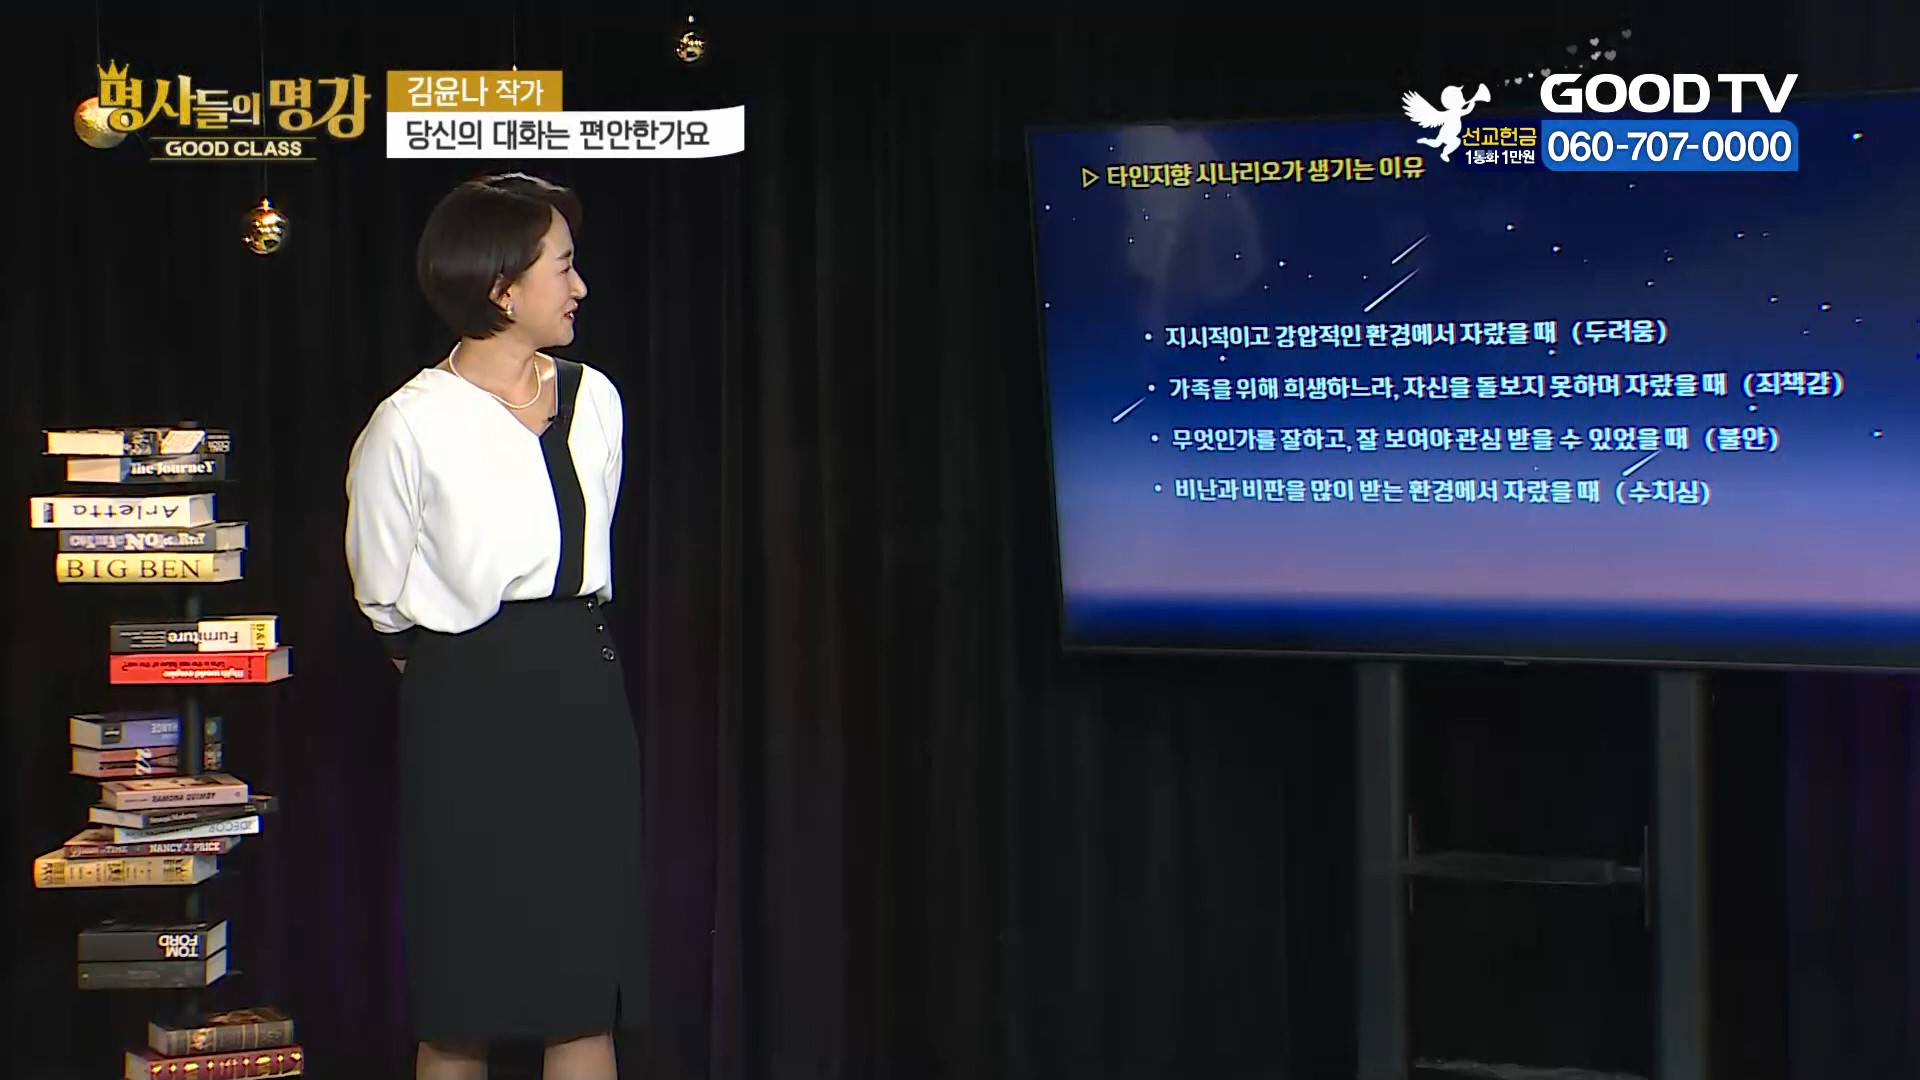 명사들의 명강
GOOD CLASS
김윤나 작가
당신의 대화는 편안한가요
GOOD TV
선교헌금
1통화 1만원
060-707-0000
▷ 타인지향 시나리오가 생기는 이유
• 지시적이고 강압적인 환경에서 자랐을 때 (두려움)
• 가족을 위해 희생하느라, 자신을 돌보지 못하며 자랐을 때 (죄책감)
• 무엇인가를 잘하고, 잘 보여야 관심 받을 수 있었을 때 (불안)
• 비난과 비판을 많이 받는 환경에서 자랐을 때 (수치심)
The Journey
Arletta
BIG BEN
Furniture
D&D
RAMONA QUIMBY
DECOR
NANCY J. PRICE
TOM
FORD